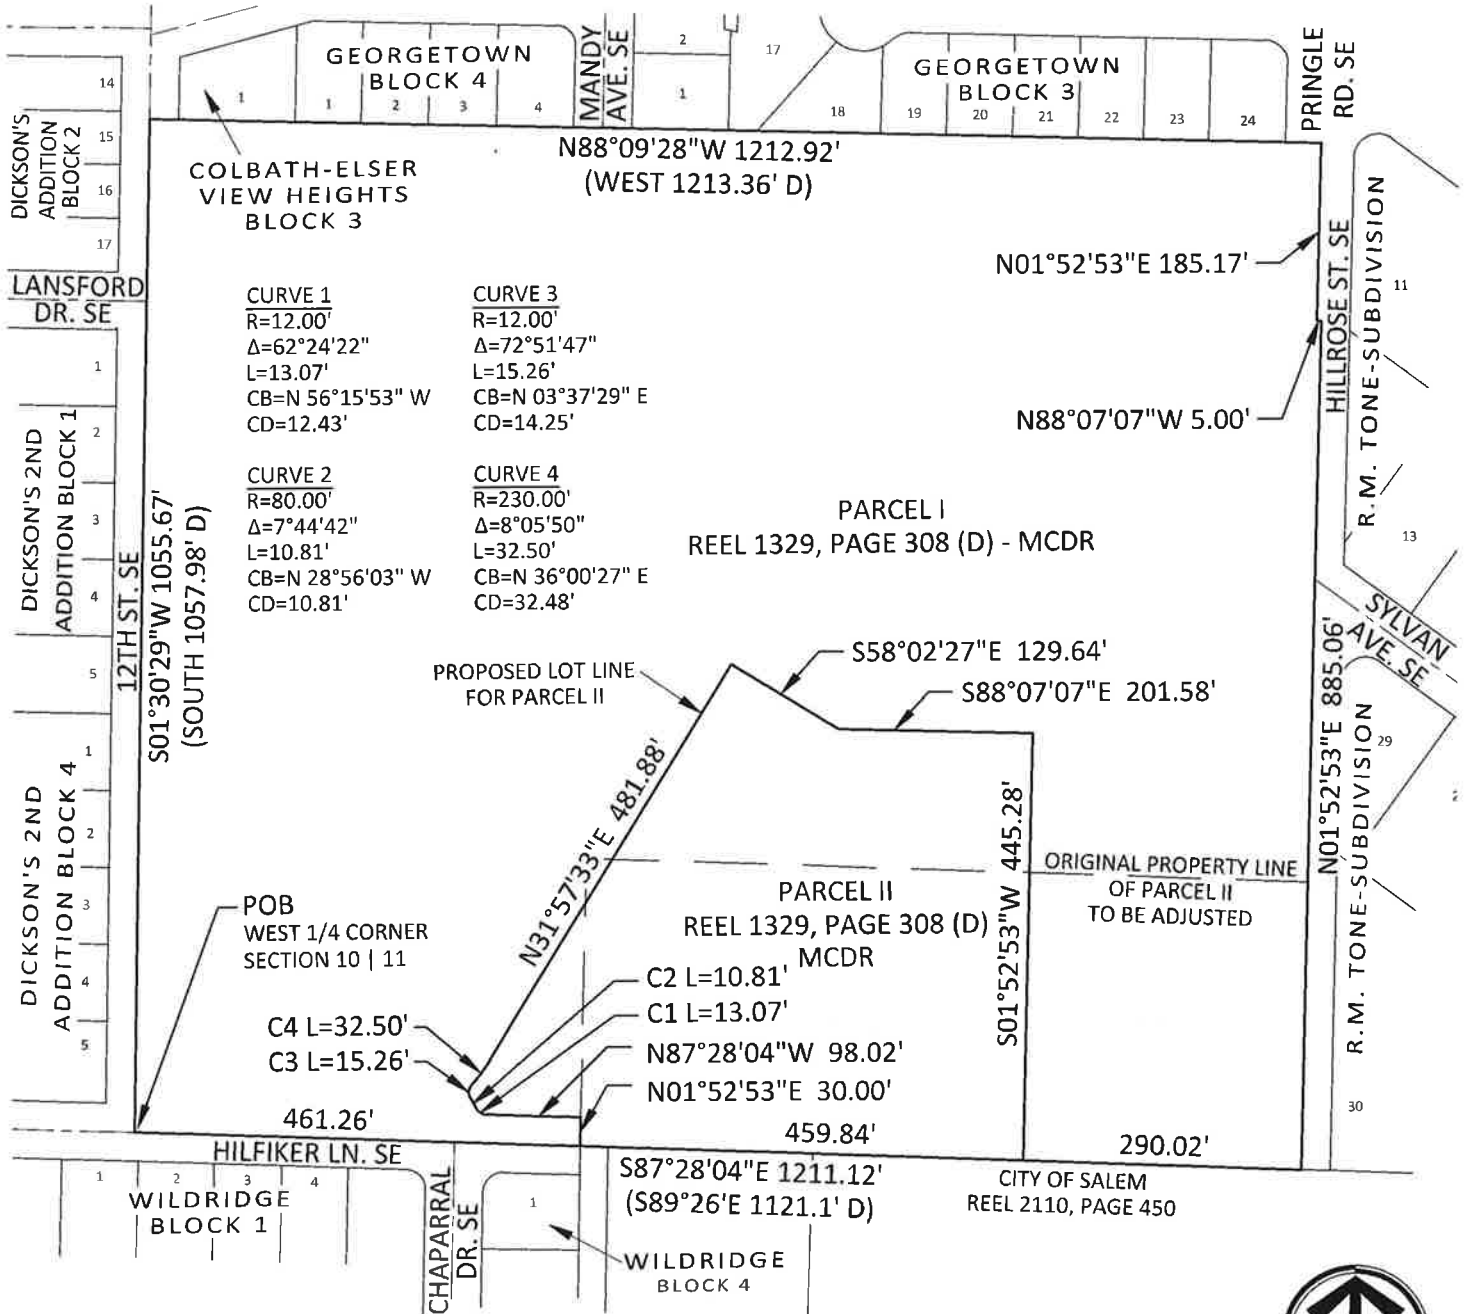 GEORGETOWN
BLOCK 4
1
1
2
3
4
MANDY
AVE. SE
2
1
17
18
GEORGETOWN
BLOCK 3
19
20
21
22
23
24
PRINGLE
RD. SE
14
15
16
17
DICKSON'S
ADDITION
BLOCK 2
COLBATH-ELSER
VIEW HEIGHTS
BLOCK 3
N88°09'28"W 1212.92'
(WEST 1213.36' D)
N01°52'53"E 185.17'
N88°07'07"W 5.00'
HILLROSE ST. SE
R.M. TONE-SUBDIVISION
11
13
LANSFORD
DR. SE
CURVE 1
R=12.00'
Δ=62°24'22"
L=13.07'
CB=N 56°15'53" W
CD=12.43'
CURVE 3
R=12.00'
Δ=72°51'47"
L=15.26'
CB=N 03°37'29" E
CD=14.25'
CURVE 2
R=80.00'
Δ=7°44'42"
L=10.81'
CB=N 28°56'03" W
CD=10.81'
CURVE 4
R=230.00'
Δ=8°05'50"
L=32.50'
CB=N 36°00'27" E
CD=32.48'
1
2
3
4
5
DICKSON'S 2ND
ADDITION BLOCK 1
12TH ST. SE
S01°30'29"W 1055.67'
(SOUTH 1057.98' D)
PARCEL I
REEL 1329, PAGE 308 (D) - MCDR
SYLVAN
AVE. SE
S58°02'27"E 129.64'
S88°07'07"E 201.58'
PROPOSED LOT LINE
FOR PARCEL II
N31°57'33"E 481.88'
S01°52'53"W 445.28'
N01°52'53"E 885.06'
R.M. TONE-SUBDIVISION
29
30
ORIGINAL PROPERTY LINE
OF PARCEL II
TO BE ADJUSTED
PARCEL II
REEL 1329, PAGE 308 (D)
MCDR
DICKSON'S 2ND
ADDITION BLOCK 4
1
2
3
4
5
POB
WEST 1/4 CORNER
SECTION 10 | 11
C2 L=10.81'
C1 L=13.07'
C4 L=32.50'
C3 L=15.26'
N87°28'04"W 98.02'
N01°52'53"E 30.00'
461.26'
459.84'
290.02'
HILFIKER LN. SE
S87°28'04"E 1211.12'
(S89°26'E 1121.1' D)
CITY OF SALEM
REEL 2110, PAGE 450
1
2
3
4
WILDRIDGE
BLOCK 1
CHAPARRAL
DR. SE
1
WILDRIDGE
BLOCK 4